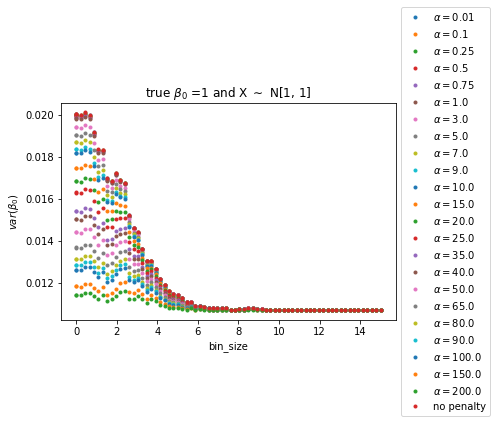 true β₀ =1 and X ∼ N[1, 1]
var(β₀)
0.020
0.018
0.016
0.014
0.012
0 2 4 6 8 10 12 14
bin_size
α = 0.01
α = 0.1
α = 0.25
α = 0.5
α = 0.75
α = 1.0
α = 3.0
α = 5.0
α = 7.0
α = 9.0
α = 10.0
α = 15.0
α = 20.0
α = 25.0
α = 35.0
α = 40.0
α = 50.0
α = 65.0
α = 80.0
α = 90.0
α = 100.0
α = 150.0
α = 200.0
no penalty